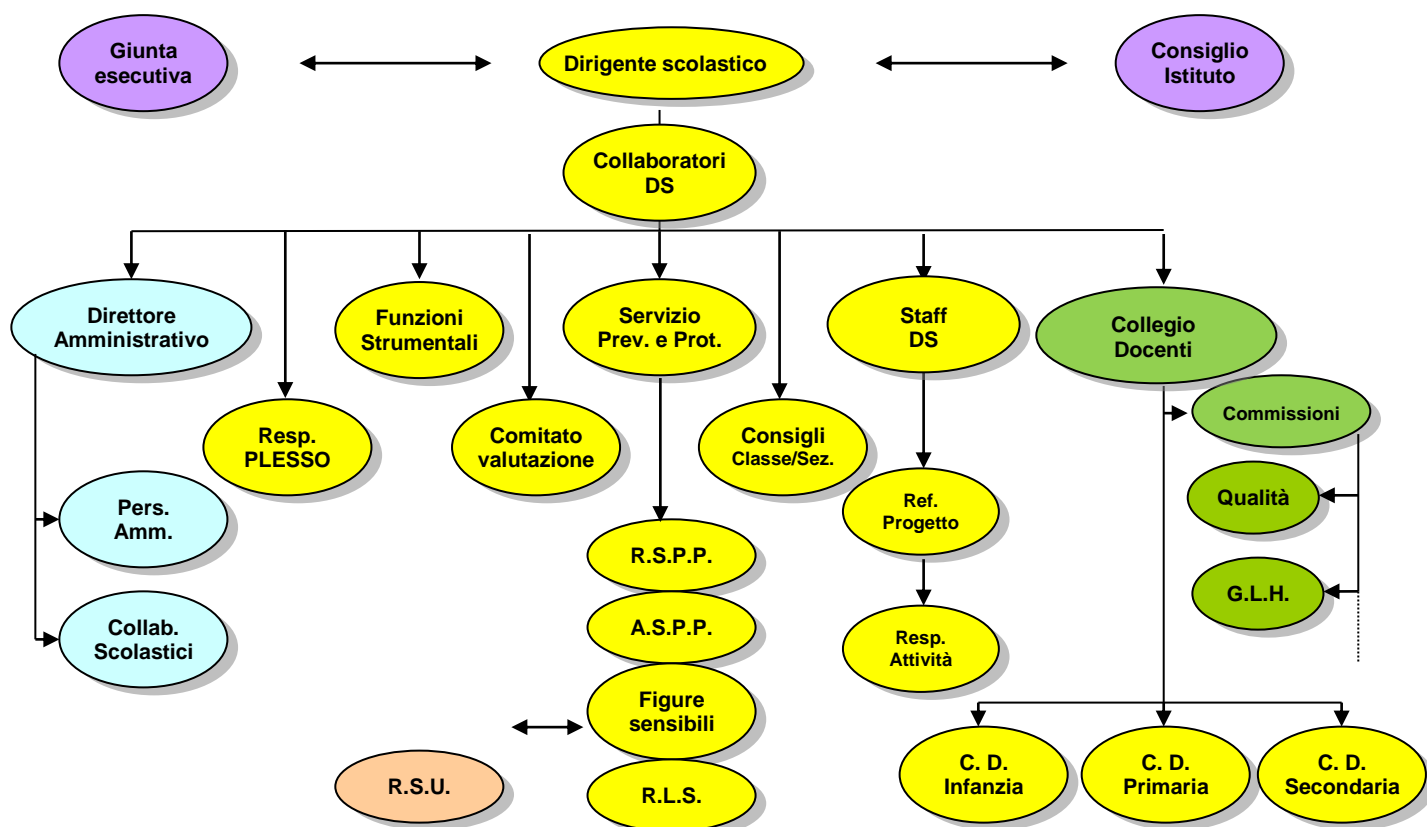 Giunta
esecutiva
Dirigente scolastico
Consiglio
Istituto
Collaboratori
DS
Direttore
Amministrativo
Funzioni
Strumentali
Servizio
Prev. e Prot.
Staff
DS
Collegio
Docenti
Resp.
PLESSO
Comitato
valutazione
Consigli
Classe/Sez.
Commissioni
Pers.
Amm.
Ref.
Progetto
Qualità
R.S.P.P.
G.L.H.
Collab.
Scolastici
A.S.P.P.
Resp.
Attività
Figure
sensibili
R.S.U.
R.L.S.
C. D.
Infanzia
C. D.
Primaria
C. D.
Secondaria